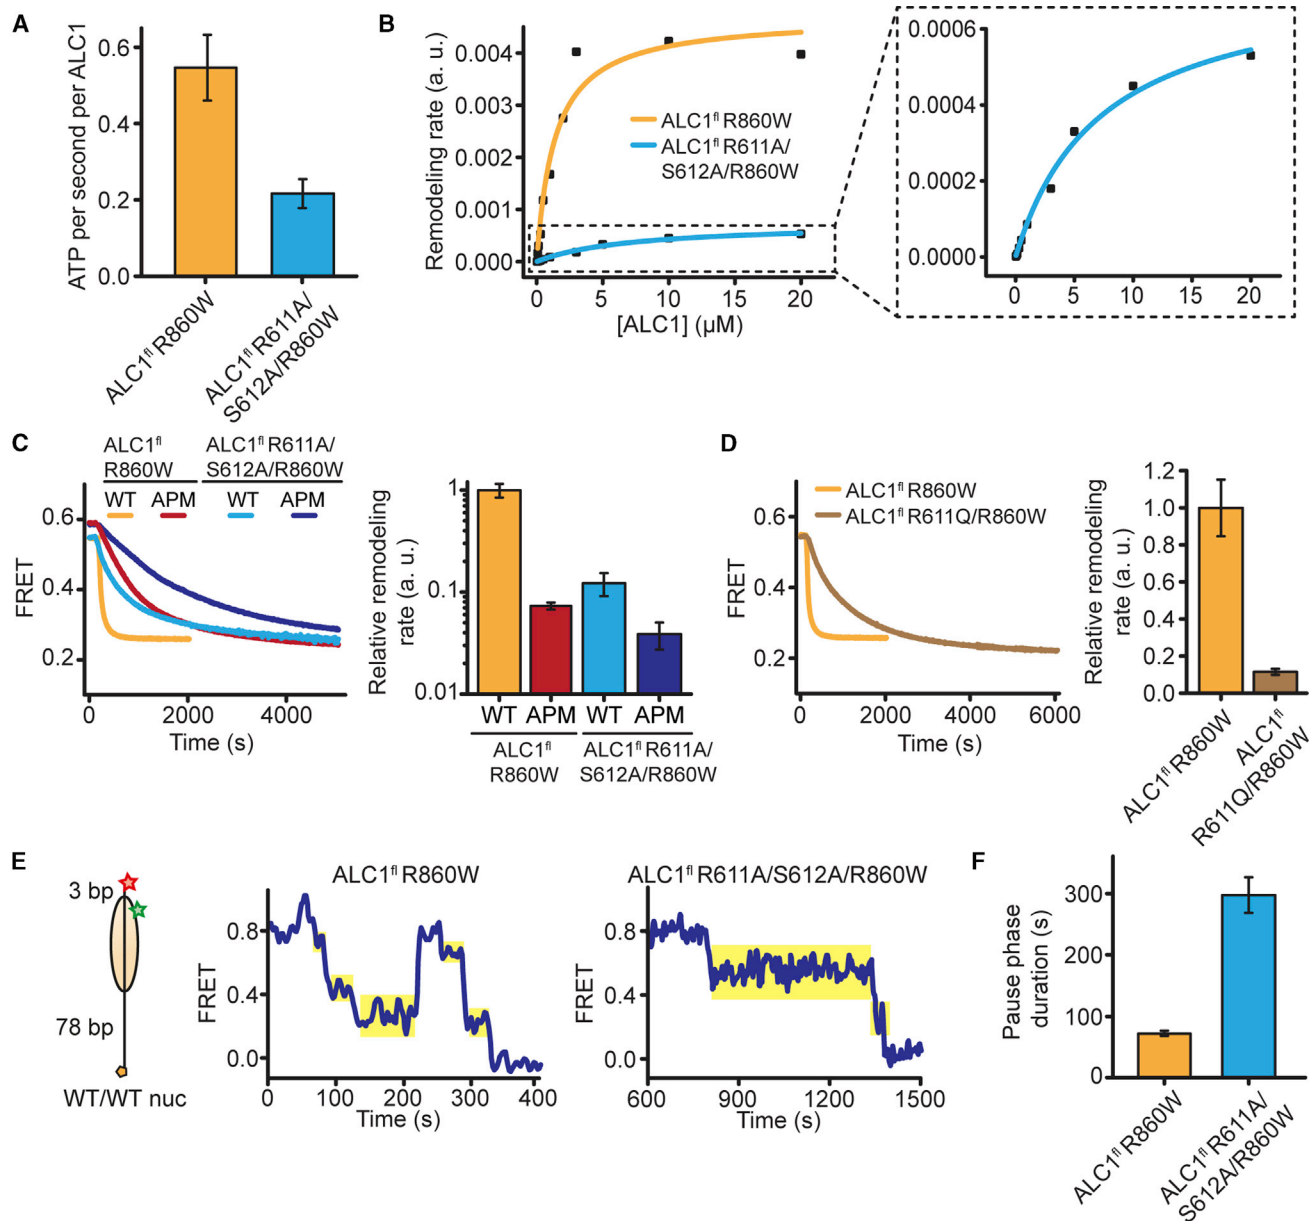 A
ATP per second per ALC1
0.6
0.4
0.2
0.0
ALC1ᶠˡ R860W
ALC1ᶠˡ R611A/
S612A/R860W
B
Remodeling rate (a. u.)
0.004
0.003
0.002
0.001
0.000
0
5
10
15
20
[ALC1] (μM)
ALC1ᶠˡ R860W
ALC1ᶠˡ R611A/
S612A/R860W
0.0006
0.0004
0.0002
0.0000
0
5
10
15
20
C
ALC1ᶠˡ
R860W
ALC1ᶠˡ R611A/
S612A/R860W
WT APM WT APM
FRET
0.6
0.4
0.2
0 2000 4000
Time (s)
Relative remodeling
rate (a. u.)
1
0.1
0.01
WT APM WT APM
ALC1ᶠˡ
R860W
ALC1ᶠˡ R611A/
S612A/R860W
D
ALC1ᶠˡ R860W
ALC1ᶠˡ R611Q/R860W
FRET
0.6
0.4
0.2
0 2000 4000 6000
Time (s)
Relative remodeling
rate (a. u.)
1.2
1.0
0.8
0.6
0.4
0.2
0.0
ALC1ᶠˡ R860W
ALC1ᶠˡ
R611Q/R860W
E
3 bp
78 bp
WT/WT nuc
ALC1ᶠˡ R860W
FRET
0.8
0.4
0.0
0 100 200 300 400
Time (s)
ALC1ᶠˡ R611A/S612A/R860W
FRET
0.8
0.4
0.0
600 900 1200 1500
Time (s)
F
Pause phase
duration (s)
300
200
100
0
ALC1ᶠˡ R860W
ALC1ᶠˡ R611A/
S612A/R860W